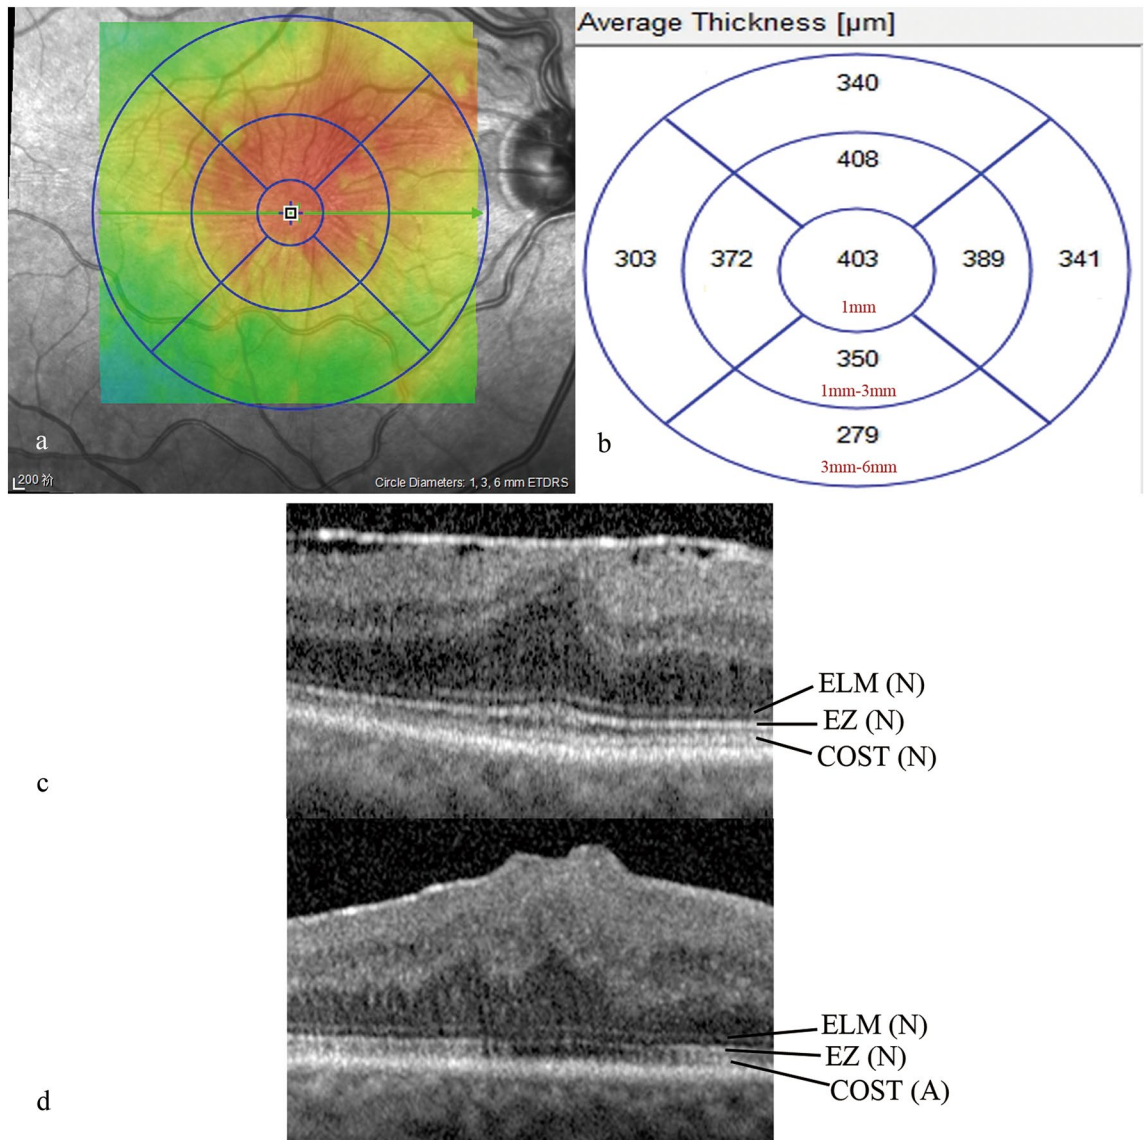 Average Thickness [µm]
340
408
303 372 403 389 341
1mm
350
1mm-3mm
279
3mm-6mm
a
b
200 祄
Circle Diameters: 1, 3, 6 mm ETDRS
ELM (N)
EZ (N)
COST (N)
c
ELM (N)
EZ (N)
COST (A)
d